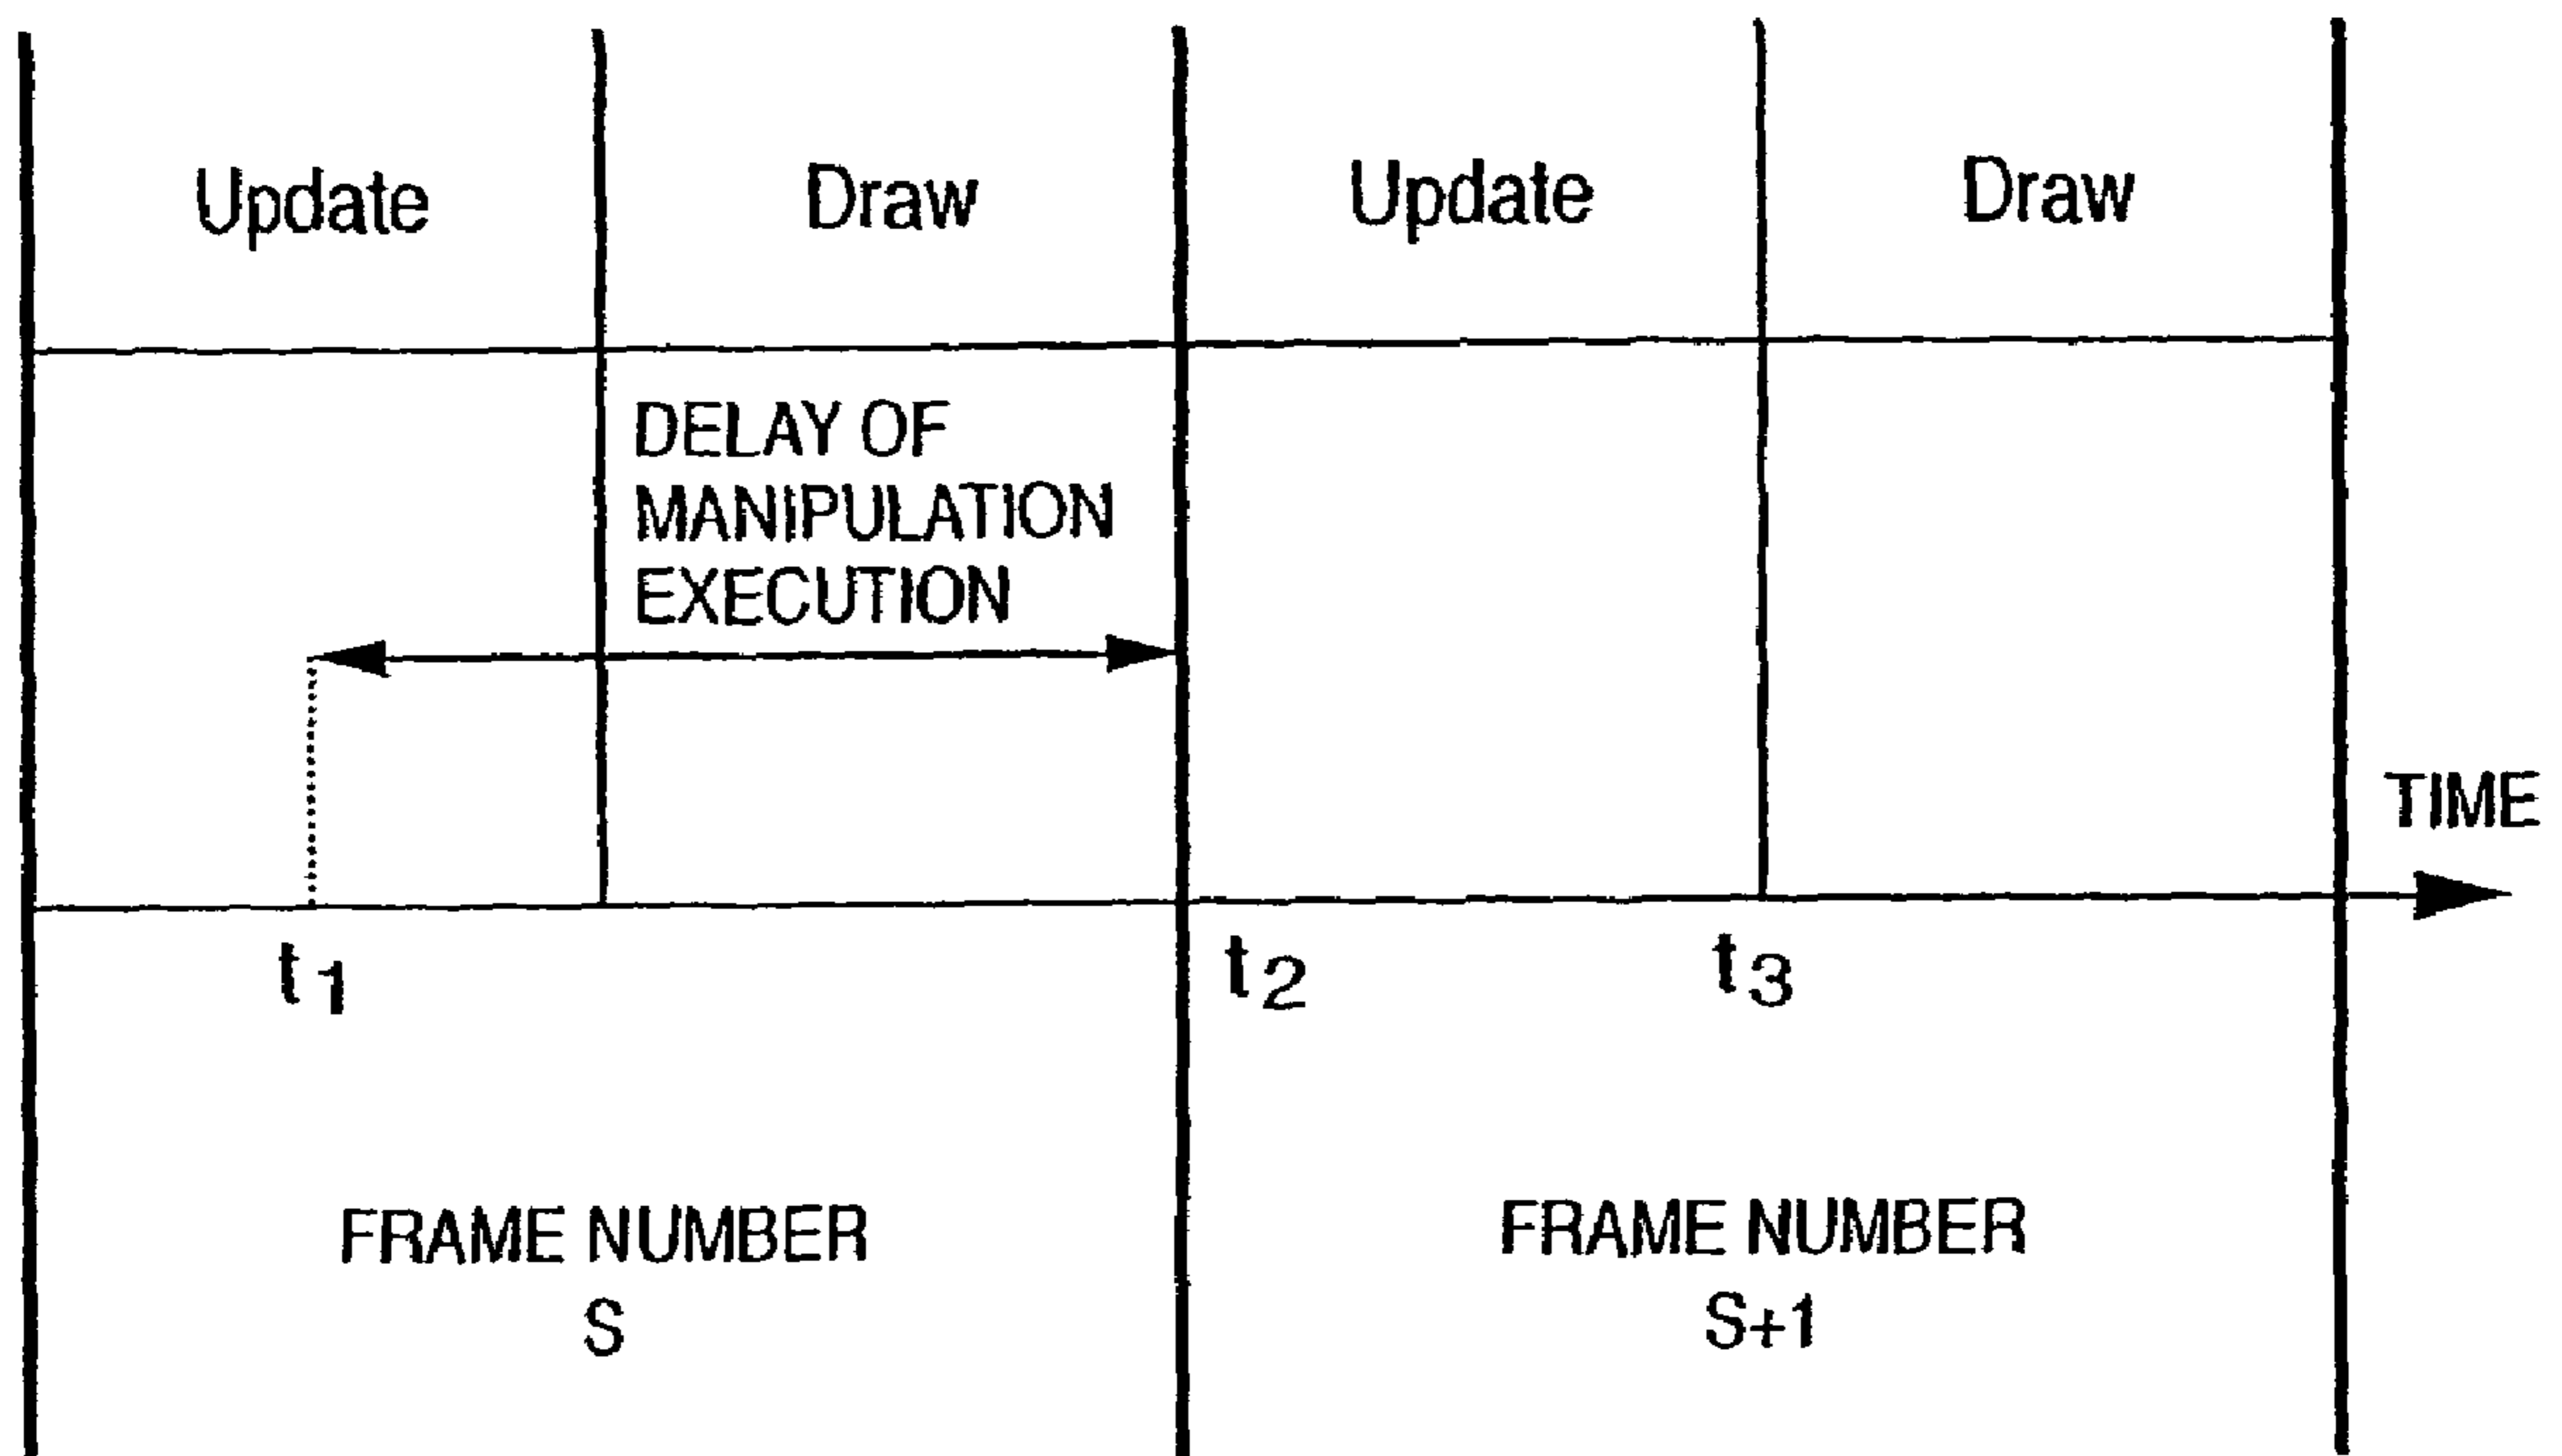 Update Draw Update Draw
DELAY OF
MANIPULATION
EXECUTION
TIME
t1 t2 t3
FRAME NUMBER
S
FRAME NUMBER
S+1